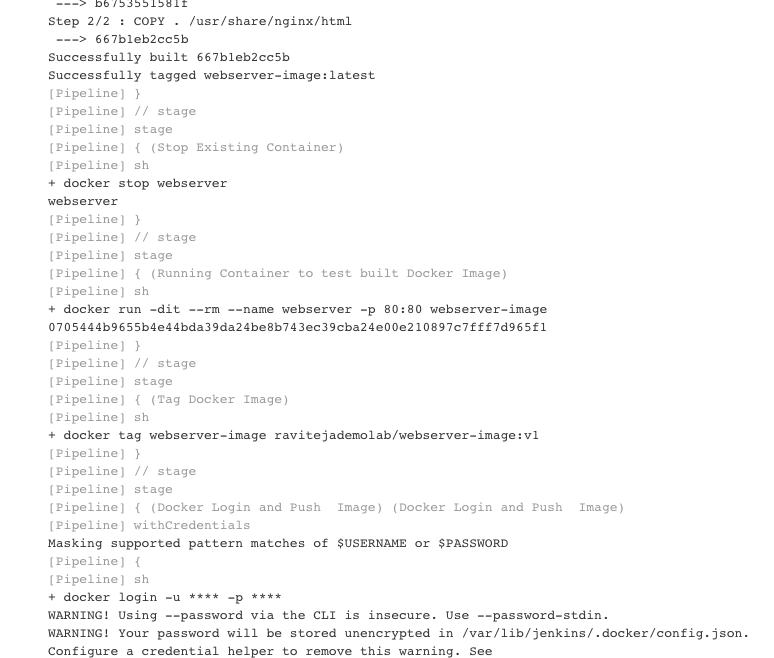 ---> b6753551581f
Step 2/2 : COPY . /usr/share/nginx/html
---> 667b1eb2cc5b
Successfully built 667b1eb2cc5b
Successfully tagged webserver-image:latest
[Pipeline] }
[Pipeline] // stage
[Pipeline] stage
[Pipeline] { (Stop Existing Container)
[Pipeline] sh
+ docker stop webserver
webserver
[Pipeline] }
[Pipeline] // stage
[Pipeline] stage
[Pipeline] { (Running Container to test built Docker Image)
[Pipeline] sh
+ docker run -dit --rm --name webserver -p 80:80 webserver-image
0705444b9655b4e44bda39da24be8b743ec39cba24e00e210897c7fff7d965f1
[Pipeline] }
[Pipeline] // stage
[Pipeline] stage
[Pipeline] { (Tag Docker Image)
[Pipeline] sh
+ docker tag webserver-image ravitejademolab/webserver-image:v1
[Pipeline] }
[Pipeline] // stage
[Pipeline] stage
[Pipeline] { (Docker Login and Push  Image) (Docker Login and Push  Image)
[Pipeline] withCredentials
Masking supported pattern matches of $USERNAME or $PASSWORD
[Pipeline] {
[Pipeline] sh
+ docker login -u **** -p ****
WARNING! Using --password via the CLI is insecure. Use --password-stdin.
WARNING! Your password will be stored unencrypted in /var/lib/jenkins/.docker/config.json.
Configure a credential helper to remove this warning. See